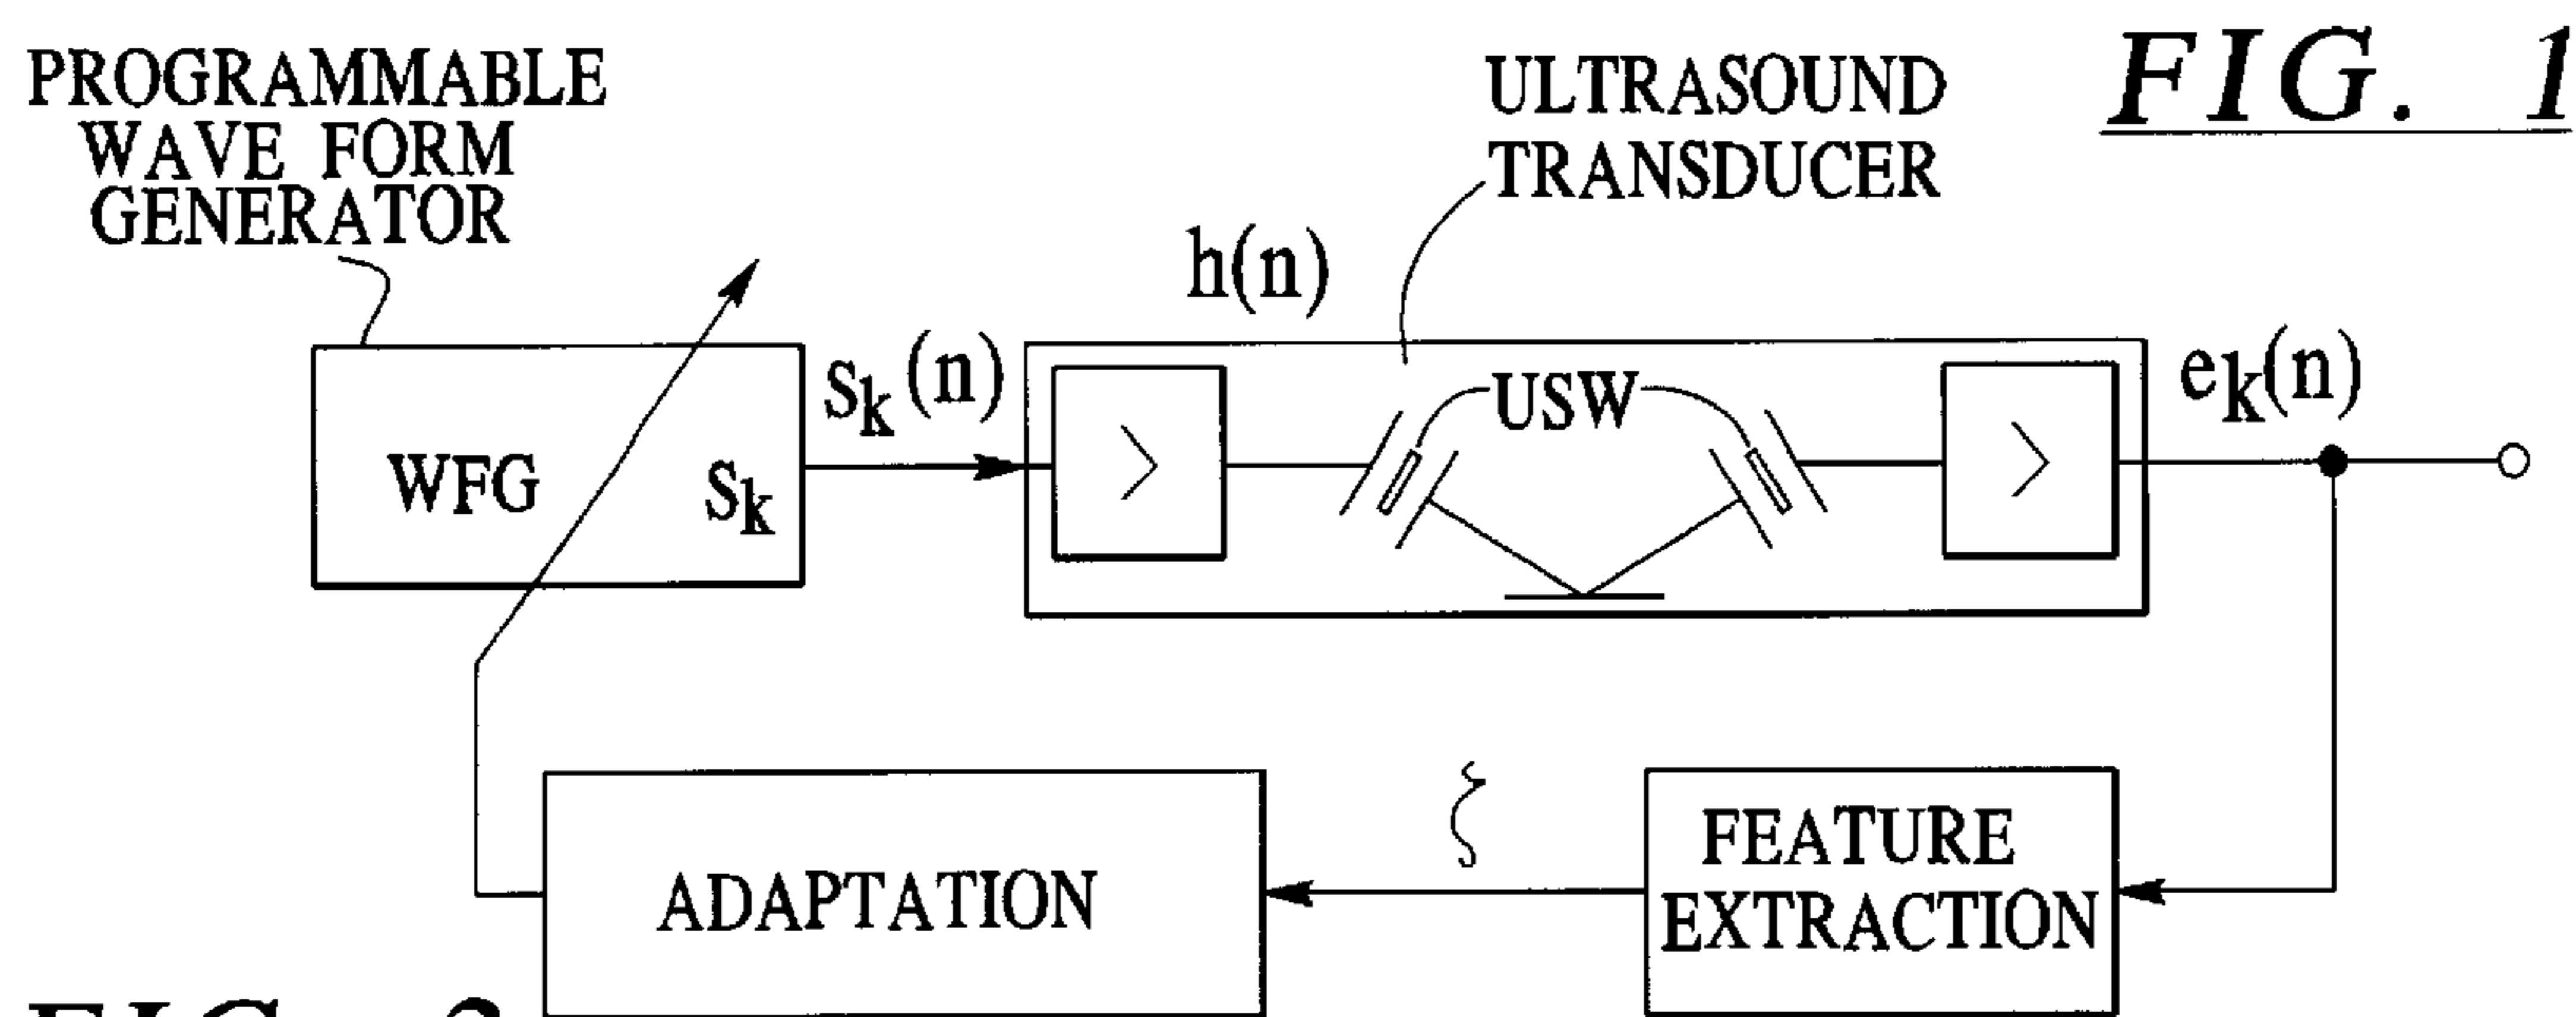 FIG. 1
PROGRAMMABLE
WAVE FORM
GENERATOR
ULTRASOUND
TRANSDUCER
h(n)
WFG
Sk
Sk(n)
USW
ek(n)
ADAPTATION
ξ
FEATURE
EXTRACTION